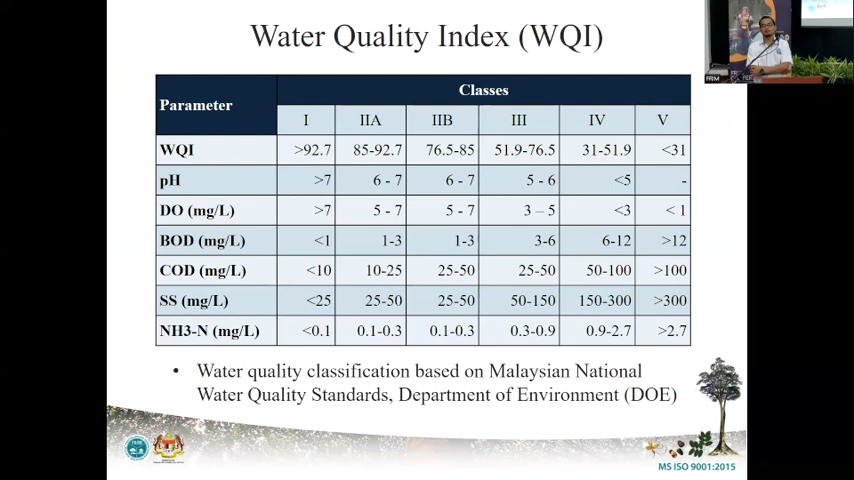 Water Quality Index (WQI)
Parameter Classes
I IIA IIB III IV V
WQI >92.7 85-92.7 76.5-85 51.9-76.5 31-51.9 <31
pH >7 6 - 7 6 - 7 5 - 6 <5 -
DO (mg/L) >7 5 - 7 5 - 7 3 – 5 <3 < 1
BOD (mg/L) <1 1-3 1-3 3-6 6-12 >12
COD (mg/L) <10 10-25 25-50 25-50 50-100 >100
SS (mg/L) <25 25-50 25-50 50-150 150-300 >300
NH3-N (mg/L) <0.1 0.1-0.3 0.1-0.3 0.3-0.9 0.9-2.7 >2.7
• Water quality classification based on Malaysian National
Water Quality Standards, Department of Environment (DOE)
MS ISO 9001:2015
FRIM